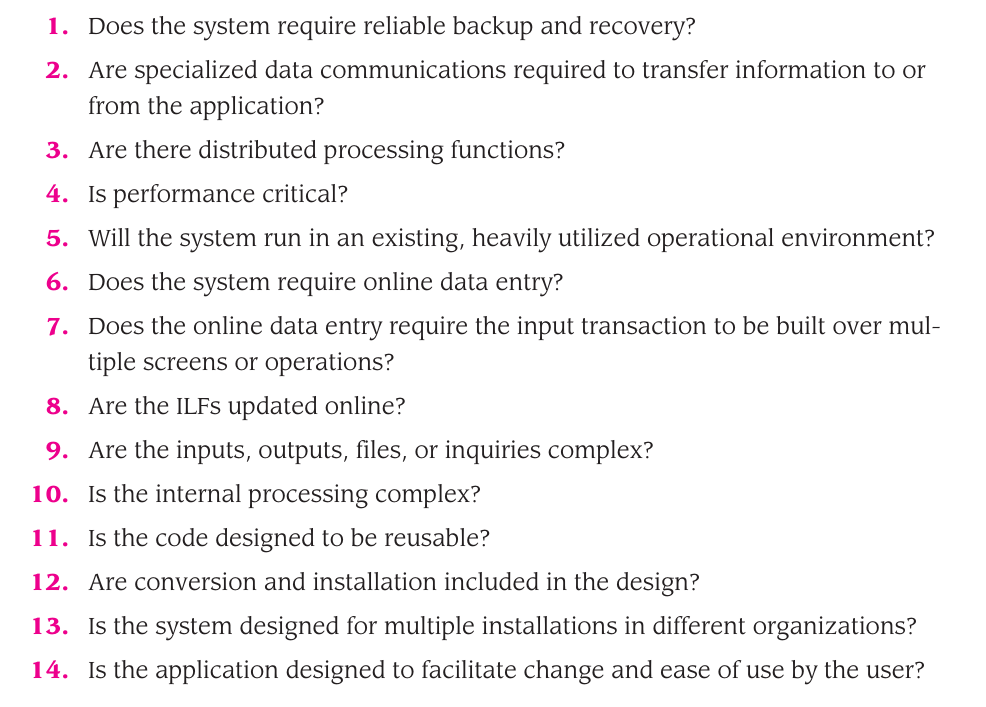 1. Does the system require reliable backup and recovery?
2. Are specialized data communications required to transfer information to or
from the application?
3. Are there distributed processing functions?
4. Is performance critical?
5. Will the system run in an existing, heavily utilized operational environment?
6. Does the system require online data entry?
7. Does the online data entry require the input transaction to be built over mul-
tiple screens or operations?
8. Are the ILFs updated online?
9. Are the inputs, outputs, files, or inquiries complex?
10. Is the internal processing complex?
11. Is the code designed to be reusable?
12. Are conversion and installation included in the design?
13. Is the system designed for multiple installations in different organizations?
14. Is the application designed to facilitate change and ease of use by the user?